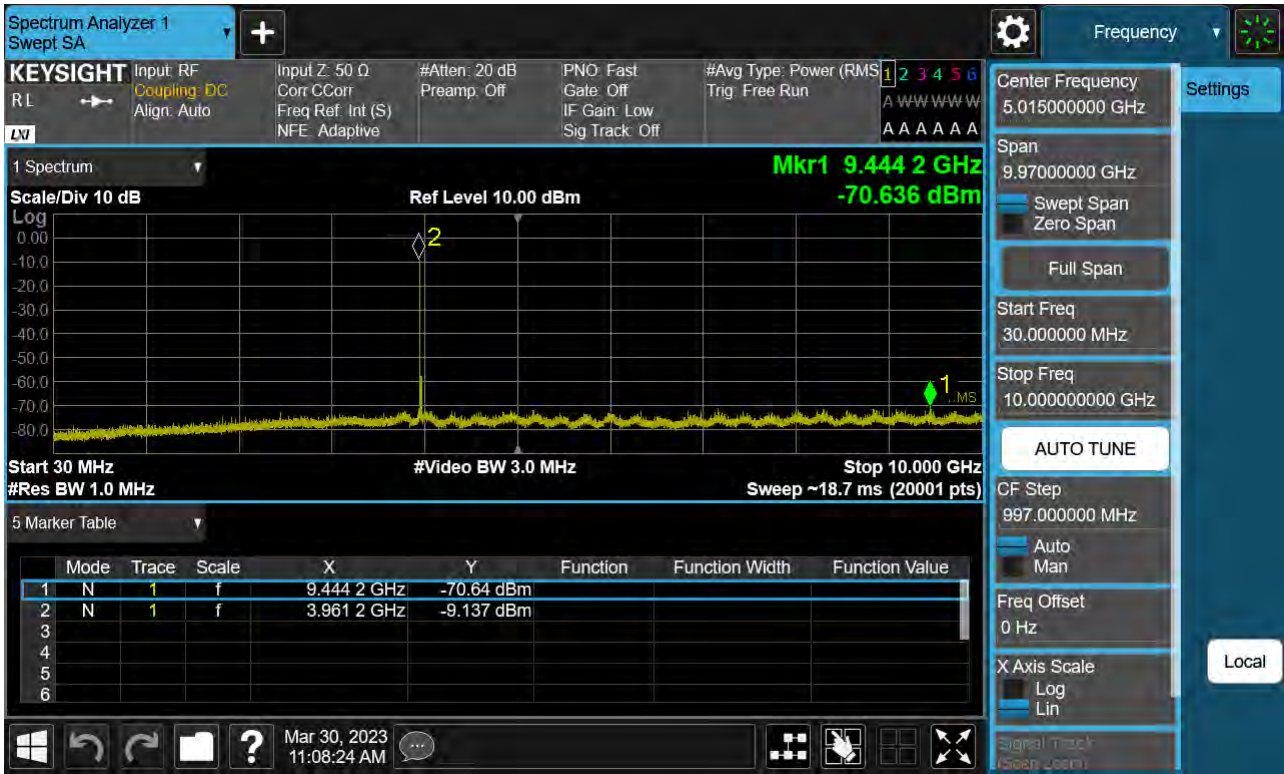 Spectrum Analyzer 1
Swept SA
+
Frequency
KEYSIGHT
RL
LXI
Input: RF
Coupling: DC
Align: Auto
Input Z: 50 Ω
Corr CCorr
Freq Ref: Int (S)
NFE: Adaptive
#Atten: 20 dB
Preamp: Off
PNO: Fast
Gate: Off
IF Gain: Low
Sig Track: Off
#Avg Type: Power (RMS
Trig: Free Run
1 2 3 4 5 6
A W W W W W
A A A A A A
Center Frequency
5.015000000 GHz
Settings
Span
9.97000000 GHz
Swept Span
Zero Span
Full Span
Start Freq
30.000000 MHz
Stop Freq
10.000000000 GHz
AUTO TUNE
CF Step
997.000000 MHz
Auto
Man
Freq Offset
0 Hz
X Axis Scale
Log
Lin
Signal Track
(Span Zoom)
Local
1 Spectrum
Mkr1 9.444 2 GHz
-70.636 dBm
Scale/Div 10 dB
Ref Level 10.00 dBm
Log
0.00
-10.0
-20.0
-30.0
-40.0
-50.0
-60.0
-70.0
-80.0
2
1
Start 30 MHz
#Video BW 3.0 MHz
Stop 10.000 GHz
#Res BW 1.0 MHz
Sweep ~18.7 ms (20001 pts)
5 Marker Table
Mode Trace Scale X Y Function Function Width Function Value
1 N 1 f 9.444 2 GHz -70.64 dBm
2 N 1 f 3.961 2 GHz -9.137 dBm
3
4
5
6
?
Mar 30, 2023
11:08:24 AM